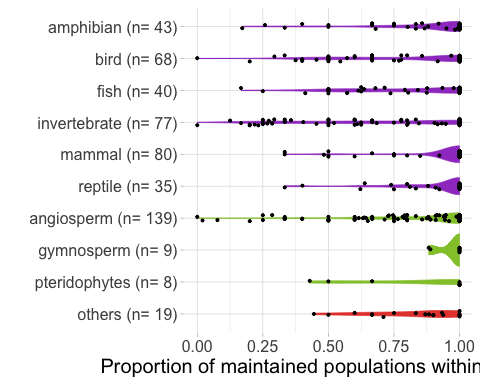 amphibian (n= 43)
bird (n= 68)
fish (n= 40)
invertebrate (n= 77)
mammal (n= 80)
reptile (n= 35)
angiosperm (n= 139)
gymnosperm (n= 9)
pteridophytes (n= 8)
others (n= 19)
0.00 0.25 0.50 0.75 1.00
Proportion of maintained populations within